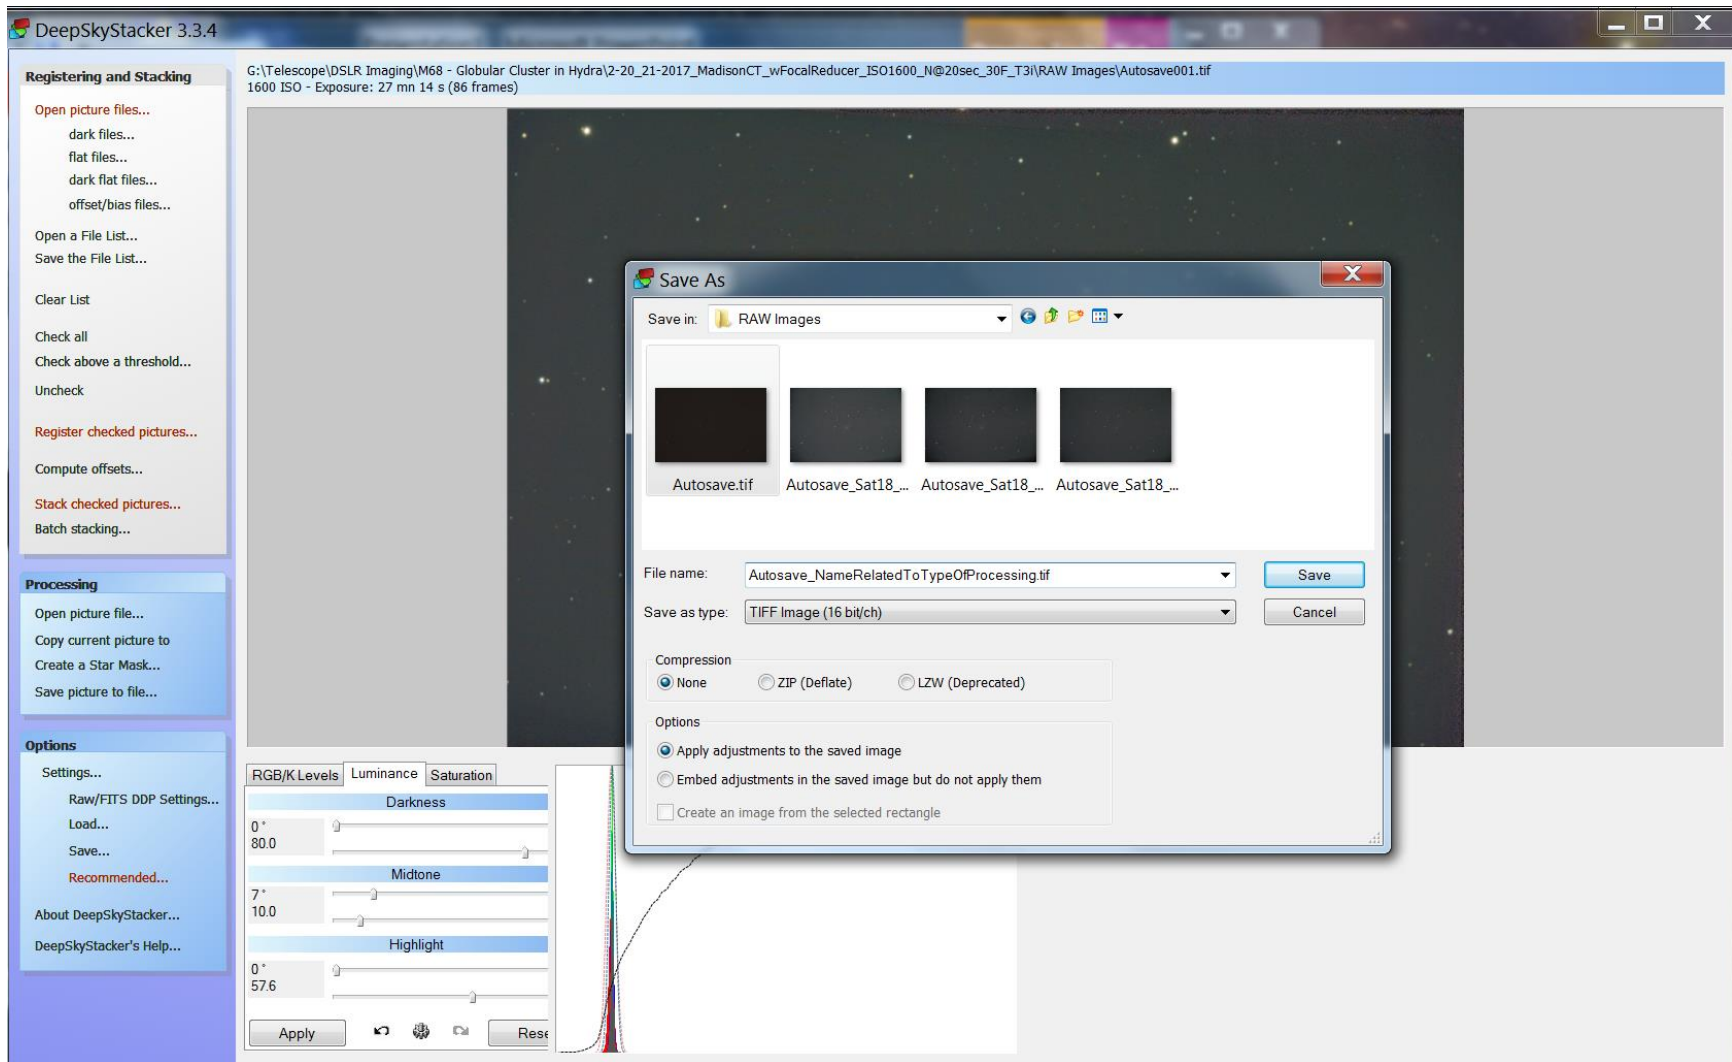 DeepSkyStacker 3.3.4
Registering and Stacking
Open picture files...
dark files...
flat files...
dark flat files...
offset/bias files...
Open a File List...
Save the File List...
Clear List
Check all
Check above a threshold...
Uncheck
Register checked pictures...
Compute offsets...
Stack checked pictures...
Batch stacking...
Processing
Open picture file...
Copy current picture to
Create a Star Mask...
Save picture to file...
Options
Settings...
Raw/FITS DDP Settings...
Load...
Save...
Recommended...
About DeepSkyStacker...
DeepSkyStacker's Help...
G:\Telescope\DSLR Imaging\M68 - Globular Cluster in Hydra\2-20_21-2017_MadisonCT_wFocalReducer_ISO1600_N@20sec_30F_T3i\RAW Images\Autosave001.tif
1600 ISO - Exposure: 27 mn 14 s (86 frames)
Save As
Save in: RAW Images
Autosave.tif Autosave_Sat18_... Autosave_Sat18_... Autosave_Sat18_...
File name: Autosave_NameRelatedToTypeOfProcessing.tif Save
Save as type: TIFF Image (16 bit/ch) Cancel
Compression
None ZIP (Deflate) LZW (Deprecated)
Options
Apply adjustments to the saved image
Embed adjustments in the saved image but do not apply them
Create an image from the selected rectangle
RGB/K Levels Luminance Saturation
Darkness
0 °
80.0
Midtone
7 °
10.0
Highlight
0 °
57.6
Apply Rese